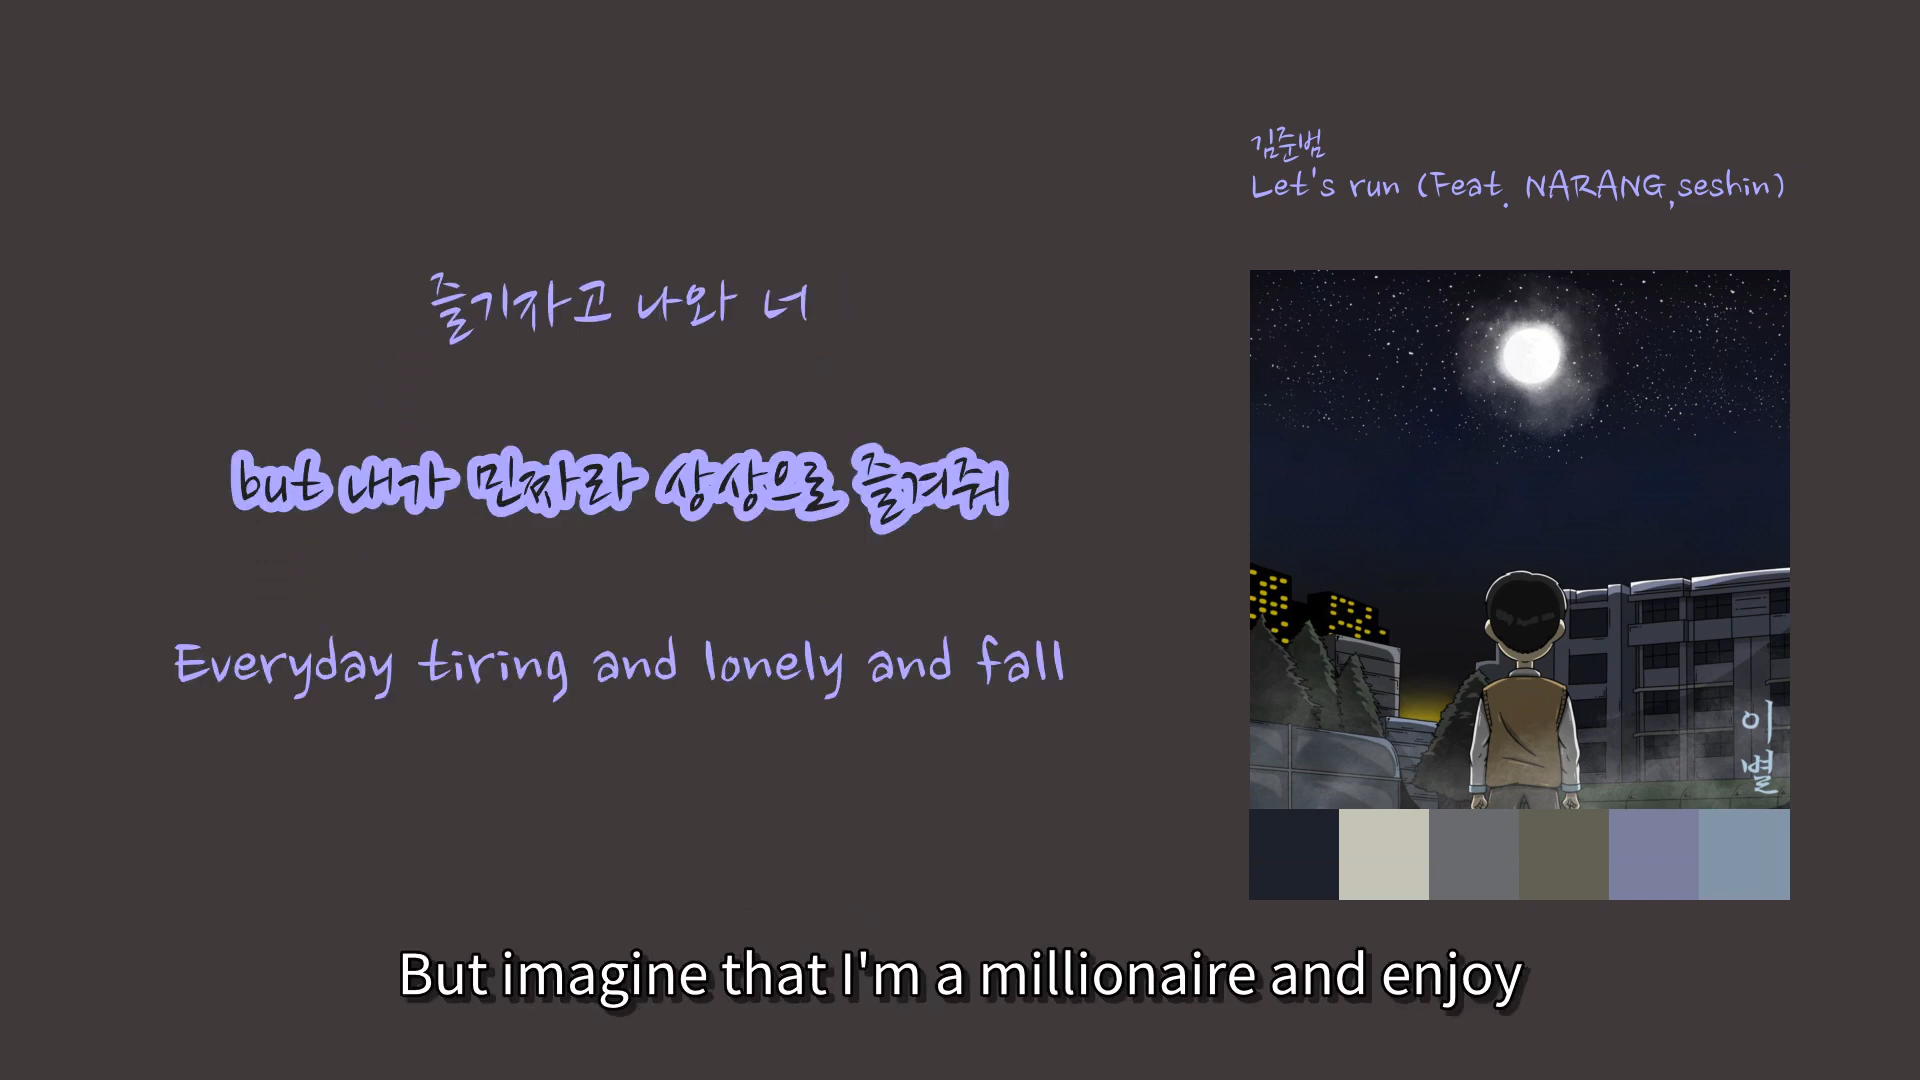 김준범
Let's run (Feat. NARANG,seshin)
즐기자고 나와 너
but 내가 민짜라 상상으로 즐겨줘
Everyday tiring and lonely and fall
이별
But imagine that I'm a millionaire and enjoy